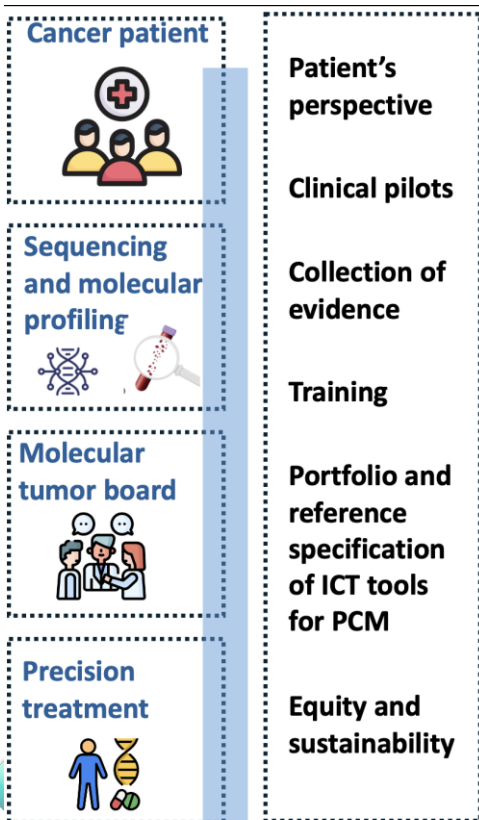 Cancer patient
Sequencing
and molecular
profiling
Molecular
tumor board
Precision
treatment
Patient’s
perspective
Clinical pilots
Collection of
evidence
Training
Portfolio and
reference
specification
of ICT tools
for PCM
Equity and
sustainability